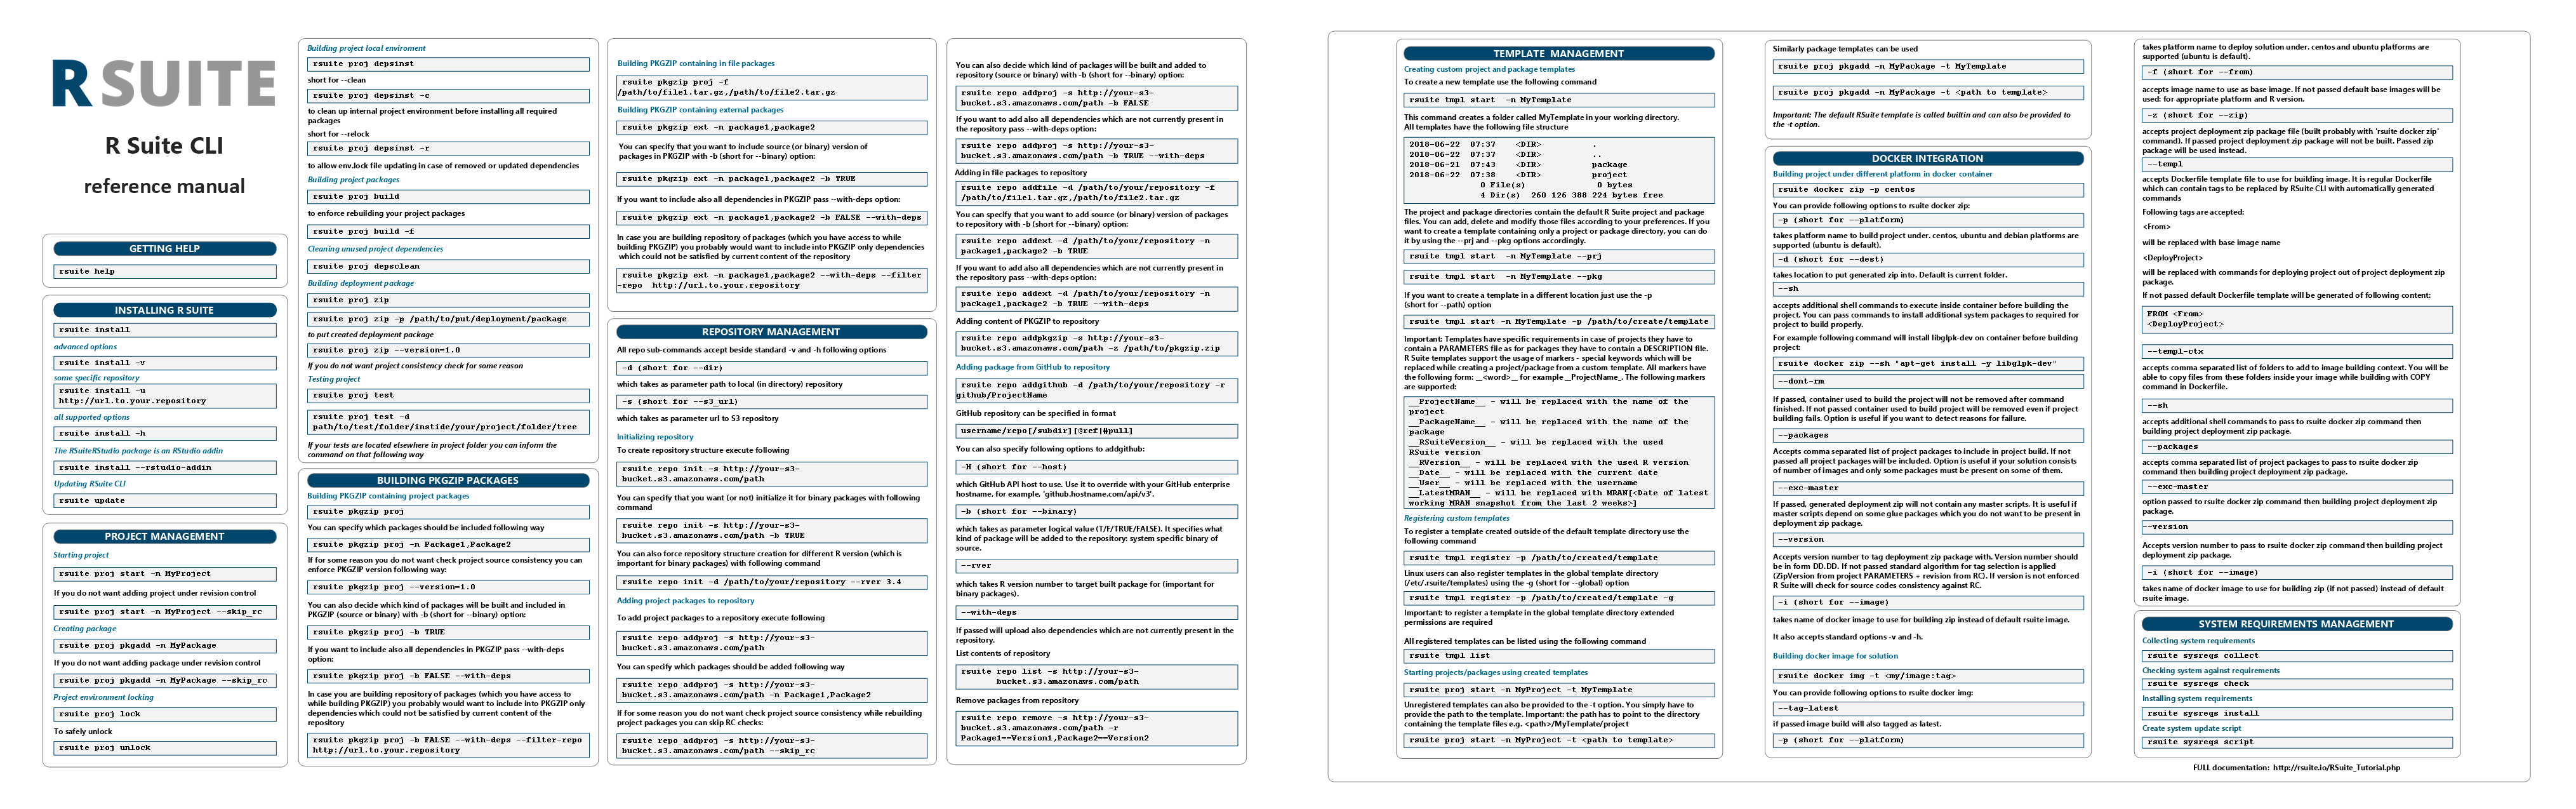 RSUITE
R Suite CLI
reference manual
GETTING HELP
rsuite help
INSTALLING R SUITE
rsuite install
advanced options
rsuite install -v
some specific repository
rsuite install -u
http://url.to.your.repository
all supported options
rsuite install -h
The RSuiteRStudio package is an RStudio addin
rsuite install --rstudio-addin
Updating RSuite CLI
rsuite update
PROJECT MANAGEMENT
Starting project
rsuite proj start -n MyProject
If you do not want adding project under revision control
rsuite proj start -n MyProject --skip_rc
Creating package
rsuite proj pkgadd -n MyPackage
If you do not want adding package under revision control
rsuite proj pkgadd -n MyPackage --skip_rc
Project environment locking
rsuite proj lock
To safely unlock
rsuite proj unlock
Building project local enviroment
rsuite proj depsinst
short for --clean
rsuite proj depsinst -c
to clean up internal project environment before installing all required
packages
short for --relock
rsuite proj depsinst -r
to allow env.lock file updating in case of removed or updated dependencies
Building project packages
rsuite proj build
to enforce rebuilding your project packages
rsuite proj build -f
Cleaning unused project dependencies
rsuite proj depsclean
Building deployment package
rsuite proj zip
rsuite proj zip -p /path/to/put/deployment/package
to put created deployment package
rsuite proj zip --version=1.0
If you do not want project consistency check for some reason
Testing project
rsuite proj test
rsuite proj test -d
path/to/test/folder/instide/your/project/folder/tree
If your tests are located elsewhere in project folder you can inform the
command on that following way
BUILDING PKGZIP PACKAGES
Building PKGZIP containing project packages
rsuite pkgzip proj
You can specify which packages should be included following way
rsuite pkgzip proj -n Package1,Package2
If for some reason you do not want check project source consistency you can
enforce PKGZIP version following way:
rsuite pkgzip proj --version=1.0
You can also decide which kind of packages will be built and included in
PKGZIP (source or binary) with -b (short for --binary) option:
rsuite pkgzip proj -b TRUE
If you want to include also all dependencies in PKGZIP pass --with-deps
option:
rsuite pkgzip proj -b FALSE --with-deps
In case you are building repository of packages (which you have access to
while building PKGZIP) you probably would want to include into PKGZIP only
dependencies which could not be satisfied by current content of the
repository
rsuite pkgzip proj -b FALSE --with-deps --filter-repo
http://url.to.your.repository
Building PKGZIP containing in file packages
rsuite pkgzip proj -f
/path/to/file1.tar.gz,/path/to/file2.tar.gz
Building PKGZIP containing external packages
rsuite pkgzip ext -n package1,package2
You can specify that you want to include source (or binary) version of
packages in PKGZIP with -b (short for --binary) option:
rsuite pkgzip ext -n package1,package2 -b TRUE
If you want to include also all dependencies in PKGZIP pass --with-deps option:
rsuite pkgzip ext -n package1,package2 -b FALSE --with-deps
In case you are building repository of packages (which you have access to while
building PKGZIP) you probably would want to include into PKGZIP only dependencies
which could not be satisfied by current content of the repository
rsuite pkgzip ext -n package1,package2 --with-deps --filter
-repo http://url.to.your.repository
REPOSITORY MANAGEMENT
All repo sub-commands accept beside standard -v and -h following options
-d (short for --dir)
which takes as parameter path to local (in directory) repository
-s (short for --s3_url)
which takes as parameter url to S3 repository
Initializing repository
To create repository structure execute following
rsuite repo init -s http://your-s3-
bucket.s3.amazonaws.com/path
You can specify that you want (or not) initialize it for binary packages with following
command
rsuite repo init -s http://your-s3-
bucket.s3.amazonaws.com/path -b TRUE
You can also force repository structure creation for different R version (which is
important for binary packages) with following command
rsuite repo init -d /path/to/your/repository --rver 3.4
Adding project packages to repository
To add project packages to a repository execute following
rsuite repo addproj -s http://your-s3-
bucket.s3.amazonaws.com/path
You can specify which packages should be added following way
rsuite repo addproj -s http://your-s3-
bucket.s3.amazonaws.com/path -n Package1,Package2
If for some reason you do not want check project source consistency while rebuilding
project packages you can skip RC checks:
rsuite repo addproj -s http://your-s3-
bucket.s3.amazonaws.com/path --skip_rc
You can also decide which kind of packages will be built and added to
repository (source or binary) with -b (short for --binary) option:
rsuite repo addproj -s http://your-s3-
bucket.s3.amazonaws.com/path -b FALSE
If you want to add also all dependencies which are not currently present in
the repository pass --with-deps option:
rsuite repo addproj -s http://your-s3-
bucket.s3.amazonaws.com/path -b TRUE --with-deps
Adding in file packages to repository
rsuite repo addfile -d /path/to/your/repository -f
/path/to/file1.tar.gz,/path/to/file2.tar.gz
You can specify that you want to add source (or binary) version of packages
to repository with -b (short for --binary) option:
rsuite repo addext -d /path/to/your/repository -n
package1,package2 -b TRUE
If you want to add also all dependencies which are not currently present in
the repository pass --with-deps option:
rsuite repo addext -d /path/to/your/repository -n
package1,package2 -b TRUE --with-deps
Adding content of PKGZIP to repository
rsuite repo addpkgzip -s http://your-s3-
bucket.s3.amazonaws.com/path -z /path/to/pkgzip.zip
Adding package from GitHub to repository
rsuite repo addgithub -d /path/to/your/repository -r
github/ProjectName
GitHub repository can be specified in format
username/repo[/subdir][@ref|#pull]
You can also specify following options to addgithub:
-H (short for --host)
which GitHub API host to use. Use it to override with your GitHub enterprise
hostname, for example, 'github.hostname.com/api/v3'.
-b (short for --binary)
which takes as parameter logical value (T/F/TRUE/FALSE). It specifies what
kind of package will be added to the repository: system specific binary of
source.
--rver
which takes R version number to target built package for (important for
binary packages).
--with-deps
If passed will upload also dependencies which are not currently present in the
repository.
List contents of repository
rsuite repo list -s http://your-s3-
bucket.s3.amazonaws.com/path
Remove packages from repository
rsuite repo remove -s http://your-s3-
bucket.s3.amazonaws.com/path -r
Package1==Version1,Package2==Version2
TEMPLATE MANAGEMENT
Creating custom project and package templates
To create a new template use the following command
rsuite tmpl start -n MyTemplate
This command creates a folder called MyTemplate in your working directory.
All templates have the following file structure
2018-06-22 07:37 <DIR> .
2018-06-22 07:37 <DIR> ..
2018-06-21 07:43 <DIR> package
2018-06-22 07:38 <DIR> project
0 File(s) 0 bytes
4 Dir(s) 260 126 388 224 bytes free
The project and package directories contain the default R Suite project and package
files. You can add, delete and modify those files according to your preferences. If you
want to create a template containing only a project or package directory, you can do
it by using the --prj and --pkg options accordingly.
rsuite tmpl start -n MyTemplate --prj
rsuite tmpl start -n MyTemplate --pkg
If you want to create a template in a different location just use the -p
(short for --path) option
rsuite tmpl start -n MyTemplate -p /path/to/create/template
Important: Templates have specific requirements in case of projects they have to
contain a PARAMETERS file as for packages they have to contain a DESCRIPTION file.
R Suite templates support the usage of markers - special keywords which will be
replaced while creating a project/package from a custom template. All markers have
the following form: __<word>__ for example __ProjectName_. The following markers
are supported:
__ProjectName__ - will be replaced with the name of the
project
__PackageName__ - will be replaced with the name of the
package
__RSuiteVersion__ - will be replaced with the used
RSuite version
__RVersion__ - will be replaced with the used R version
__Date__ - will be replaced with the current date
__User__ - will be replaced with the username
__LatestMRAN__ - will be replaced with MRAN[<Date of latest
working MRAN snapshot from the last 2 weeks>]
Registering custom templates
To register a template created outside of the default template directory use the
following command
rsuite tmpl register -p /path/to/created/template
Linux users can also register templates in the global template directory
(/etc/.rsuite/templates) using the -g (short for --global) option
rsuite tmpl register -p /path/to/created/template -g
Important: to register a template in the global template directory extended
permissions are required
All registered templates can be listed using the following command
rsuite tmpl list
Starting projects/packages using created templates
rsuite proj start -n MyProject -t MyTemplate
Unregistered templates can also be provided to the -t option. You simply have to
provide the path to the template. Important: the path has to point to the directory
containing the template files e.g. <path>/MyTemplate/project
rsuite proj start -n MyProject -t <path to template>
Similarly package templates can be used
rsuite proj pkgadd -n MyPackage -t MyTemplate
rsuite proj pkgadd -n MyPackage -t <path to template>
Important: The default RSuite template is called builtin and can also be provided to
the -t option.
DOCKER INTEGRATION
Building project under different platform in docker container
rsuite docker zip -p centos
You can provide following options to rsuite docker zip:
-p (short for --platform)
takes platform name to build project under. centos, ubuntu and debian platforms are
supported (ubuntu is default).
-d (short for --dest)
takes location to put generated zip into. Default is current folder.
--sh
accepts additional shell commands to execute inside container before building the
project. You can pass commands to install additional system packages to required for
project to build properly.
For example following command will install libglpk-dev on container before building
project:
rsuite docker zip --sh "apt-get install -y libglpk-dev"
--dont-rm
If passed, container used to build the project will not be removed after command
finished. If not passed container used to build project will be removed even if project
building fails. Option is useful if you want to detect reasons for failure.
--packages
Accepts comma separated list of project packages to include in project build. If not
passed all project packages will be included. Option is useful if your solution consists
of number of images and only some packages must be present on some of them.
--exc-master
If passed, generated deployment zip will not contain any master scripts. It is useful if
master scripts depend on some glue packages which you do not want to be present in
deployment zip package.
--version
Accepts version number to tag deployment zip package with. Version number should
be in form DD.DD. If not passed standard algorithm for tag selection is applied
(ZipVersion from project PARAMETERS + revision from RC). If version is not enforced
R Suite will check for source codes consistency against RC.
-i (short for --image)
takes name of docker image to use for building zip instead of default rsuite image.
It also accepts standard options -v and -h.
Building docker image for solution
rsuite docker img -t <my/image:tag>
You can provide following options to rsuite docker img:
--tag-latest
if passed image build will also tagged as latest.
-p (short for --platform)
takes platform name to deploy solution under. centos and ubuntu platforms are
supported (ubuntu is default).
-f (short for --from)
accepts image name to use as base image. If not passed default base images will be
used: for appropriate platform and R version.
-z (short for --zip)
accepts project deployment zip package file (built probably with 'rsuite docker zip'
command). If passed project deployment zip package will not be built. Passed zip
package will be used instead.
--templ
accepts Dockerfile template file to use for building image. It is regular Dockerfile
which can contain tags to be replaced by RSuite CLI with automatically generated
commands
Following tags are accepted:
<From>
will be replaced with base image name
<DeployProject>
will be replaced with commands for deploying project out of project deployment zip
package.
If not passed default Dockerfile template will be generated of following content:
FROM <From>
<DeployProject>
--templ-ctx
accepts comma separated list of folders to add to image building context. You will be
able to copy files from these folders inside your image while building with COPY
command in Dockerfile.
--sh
accepts additional shell commands to pass to rsuite docker zip command then
building project deployment zip package.
--packages
accepts comma separated list of project packages to pass to rsuite docker zip
command then building project deployment zip package.
--exc-master
option passed to rsuite docker zip command then building project deployment zip
package.
--version
Accepts version number to pass to rsuite docker zip command then building project
deployment zip package.
-i (short for --image)
takes name of docker image to use for building zip (if not passed) instead of default
rsuite image.
SYSTEM REQUIREMENTS MANAGEMENT
Collecting system requirements
rsuite sysreqs collect
Checking system against requirements
rsuite sysreqs check
Installing system requirements
rsuite sysreqs install
Create system update script
rsuite sysreqs script
FULL documentation: http://rsuite.io/RSuite_Tutorial.php